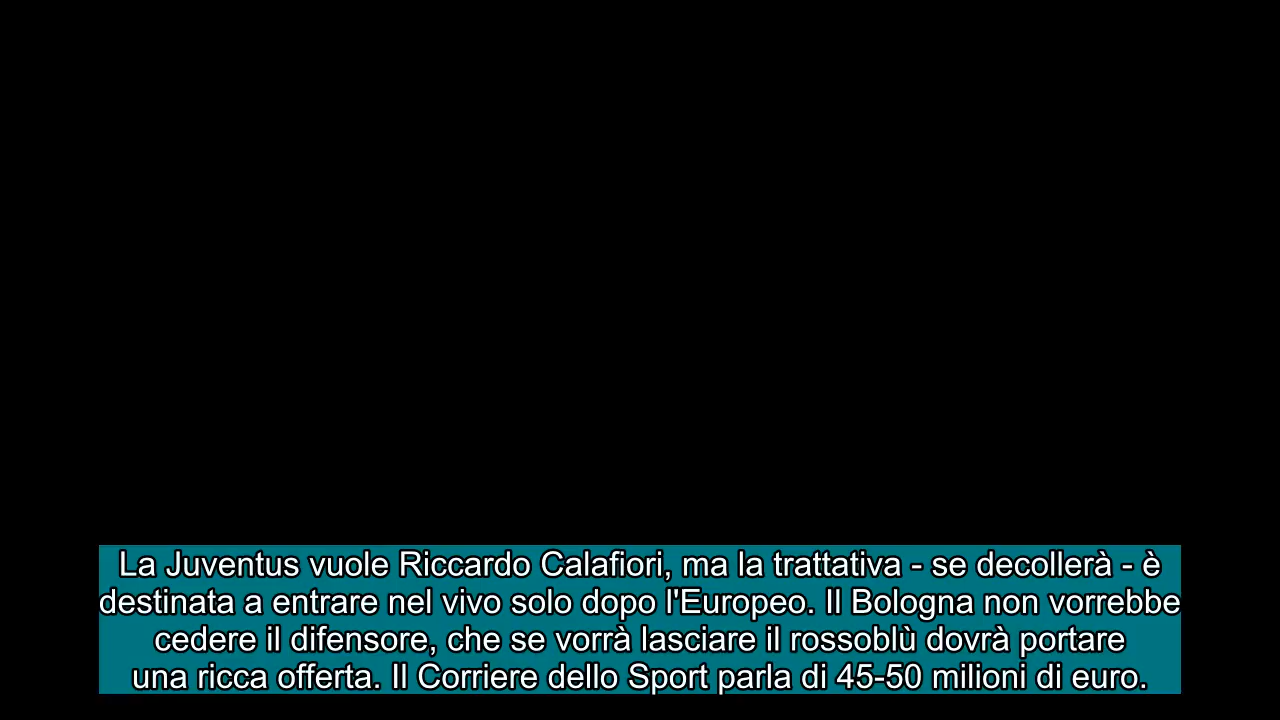 La Juventus vuole Riccardo Calafiori, ma la trattativa - se decollerà - è
destinata a entrare nel vivo solo dopo l'Europeo. Il Bologna non vorrebbe
cedere il difensore, che se vorrà lasciare il rossoblù dovrà portare
una ricca offerta. Il Corriere dello Sport parla di 45-50 milioni di euro.